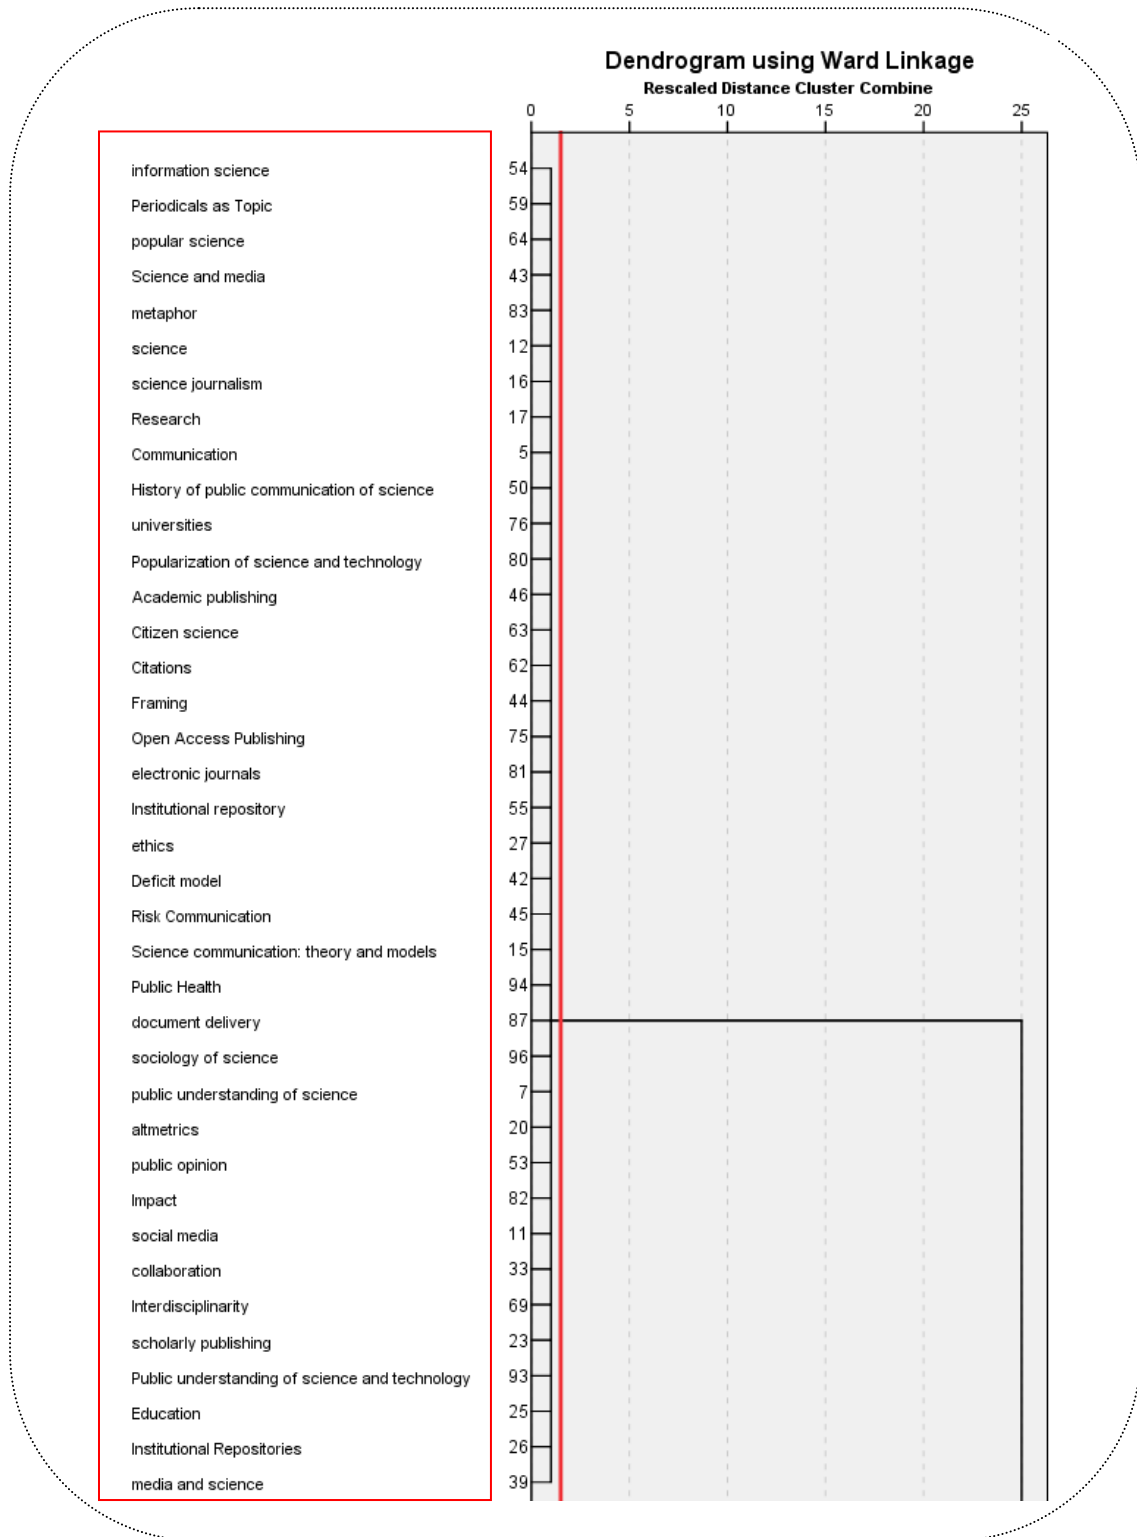 Dendrogram using Ward Linkage
Rescaled Distance Cluster Combine
0 5 10 15 20 25
information science 54
Periodicals as Topic 59
popular science 64
Science and media 43
metaphor 83
science 12
science journalism 16
Research 17
Communication 5
History of public communication of science 50
universities 76
Popularization of science and technology 80
Academic publishing 46
Citizen science 63
Citations 62
Framing 44
Open Access Publishing 75
electronic journals 81
Institutional repository 55
ethics 27
Deficit model 42
Risk Communication 45
Science communication: theory and models 15
Public Health 94
document delivery 87
sociology of science 96
public understanding of science 7
altmetrics 20
public opinion 53
Impact 82
social media 11
collaboration 33
Interdisciplinarity 69
scholarly publishing 23
Public understanding of science and technology 93
Education 25
Institutional Repositories 26
media and science 39